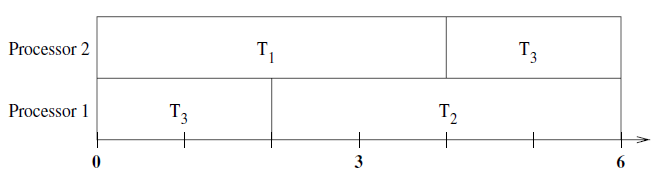 Processor 2 T₁ T₃
Processor 1 T₃ T₂
0 3 6